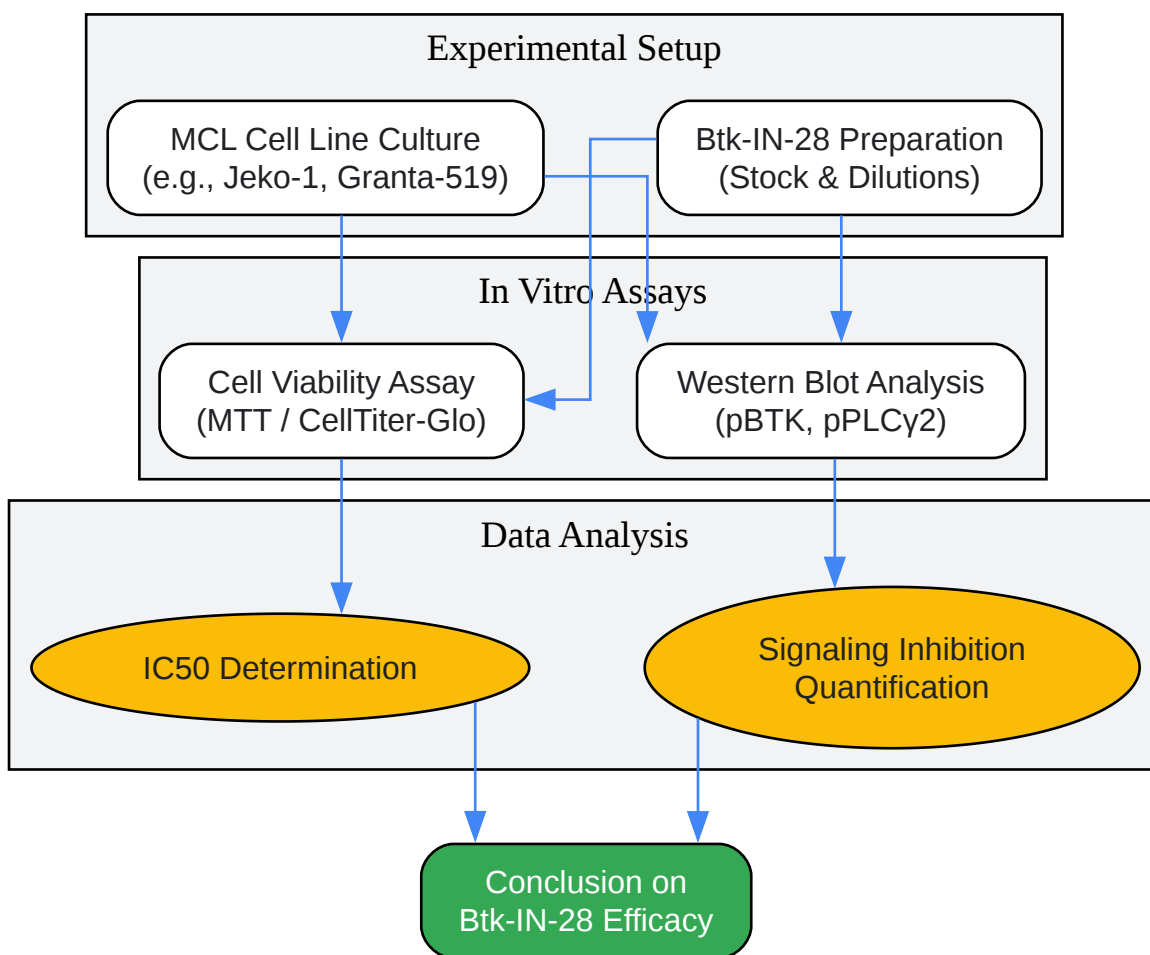 Experimental Setup
MCL Cell Line Culture
(e.g., Jeko-1, Granta-519)
Btk-IN-28 Preparation
(Stock & Dilutions)
In Vitro Assays
Cell Viability Assay
(MTT / CellTiter-Glo)
Western Blot Analysis
(pBTK, pPLCγ2)
Data Analysis
IC50 Determination
Signaling Inhibition
Quantification
Conclusion on
Btk-IN-28 Efficacy